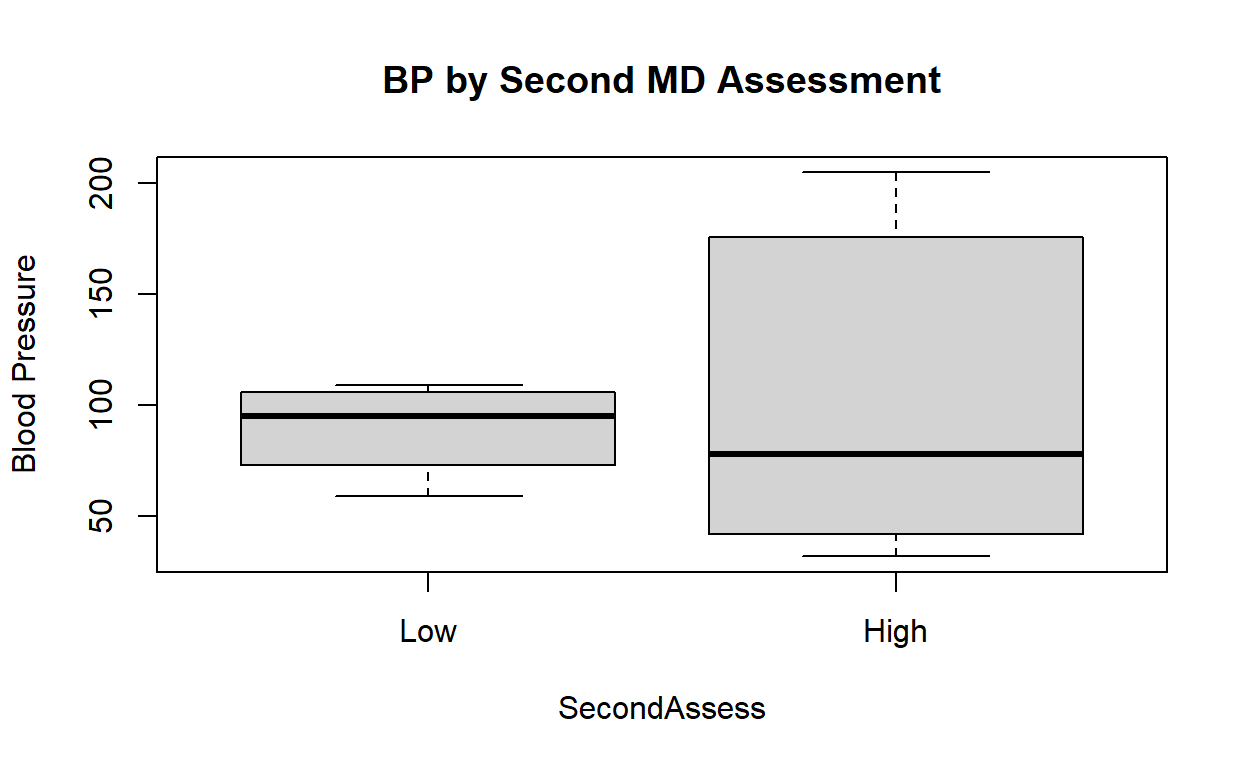 BP by Second MD Assessment
Blood Pressure
200
150
100
50
Low
High
SecondAssess